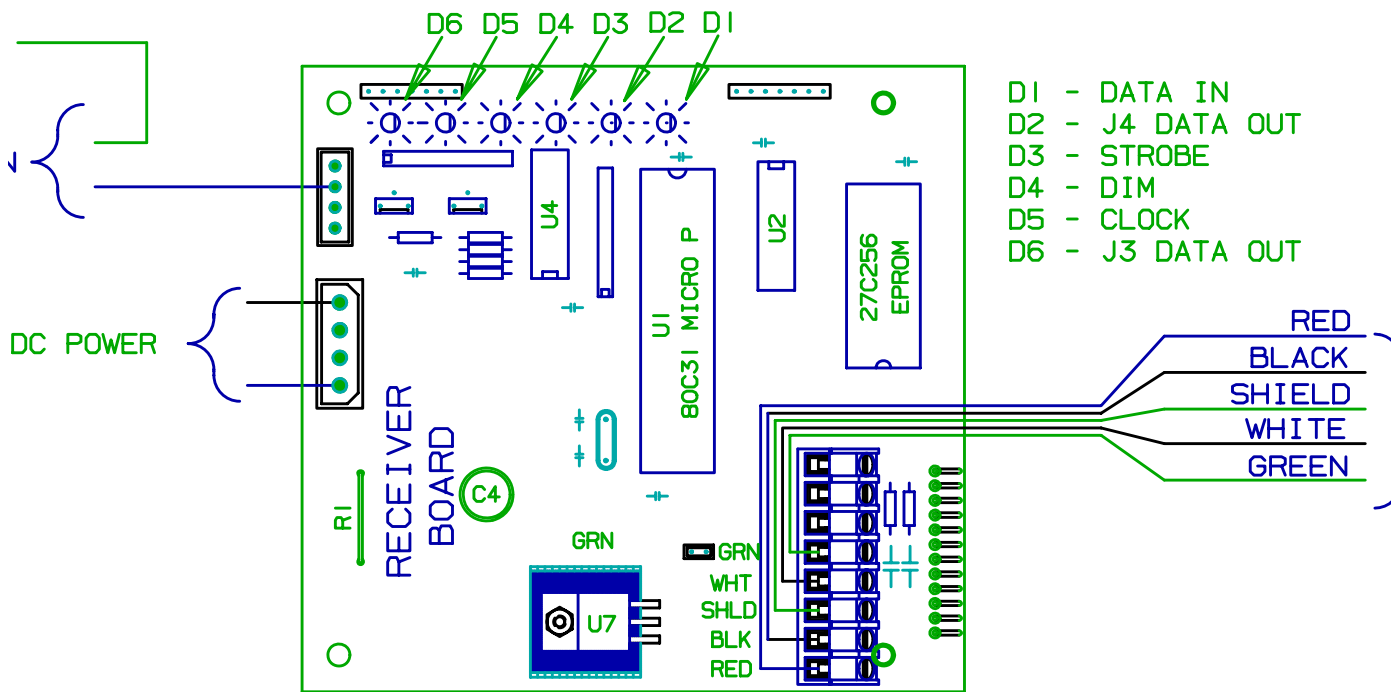 D6 D5 D4 D3 D2 D1
D1 - DATA IN
D2 - J4 DATA OUT
D3 - STROBE
D4 - DIM
D5 - CLOCK
D6 - J3 DATA OUT
U4
U2
U1
80C31 MICRO P
27C256
EPROM
DC POWER
RED
BLACK
SHIELD
WHITE
GREEN
RECEIVER
BOARD
C4
R1
GRN
GRN
WHT
SHLD
BLK
RED
U7